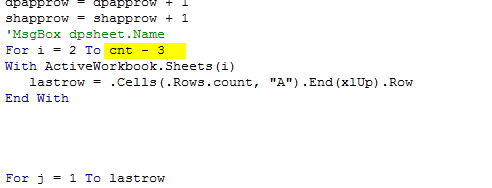 dpapprow = dpapprow + 1
shapprow = shapprow + 1
'MsgBox dpsheet.Name
For i = 2 To cnt - 3
With ActiveWorkbook.Sheets(i)
lastrow = .Cells(.Rows.count, "A").End(xlUp).Row
End With
For j = 1 To lastrow